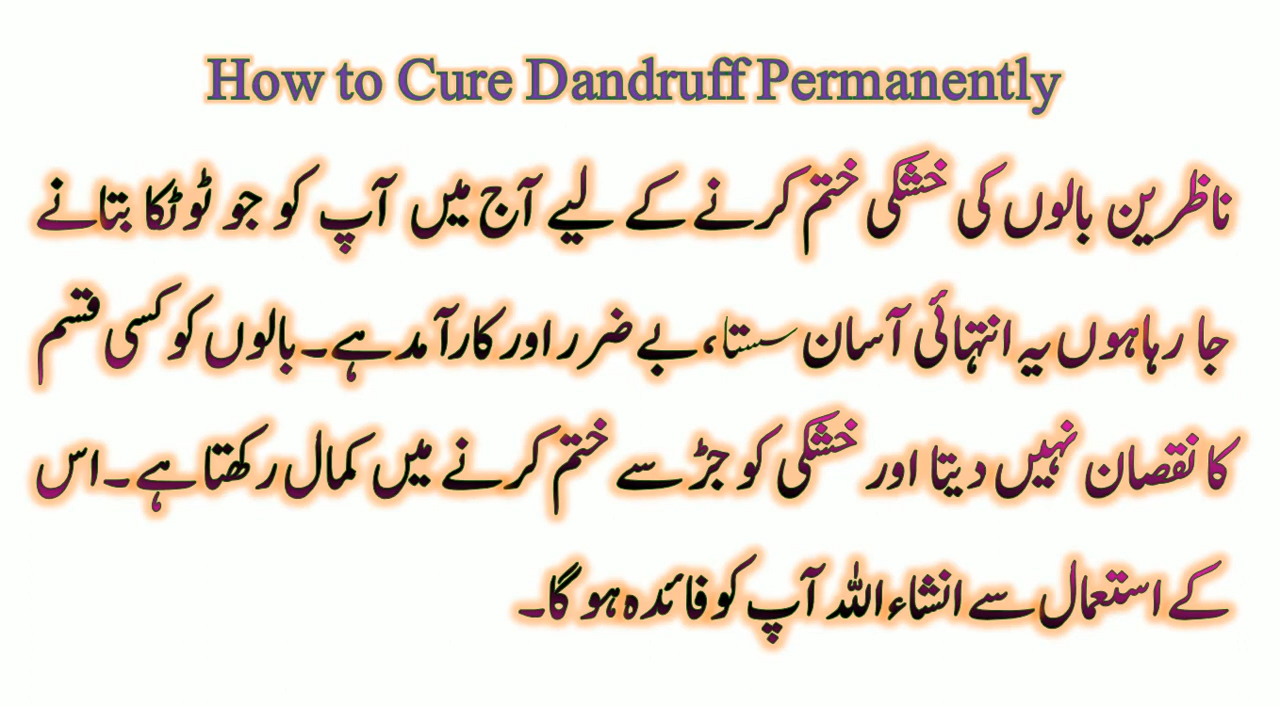 How to Cure Dandruff Permanently
ناظرین بالوں کی خشکی ختم کرنے کے لیے آج میں آپ کو جو ٹوٹکا بتانے
جا رہا ہوں یہ انتہائی آسان سستا، بے ضرر اور کارآمد ہے۔ بالوں کو کسی قسم
کا نقصان نہیں دیتا اور خشکی کو جڑ سے ختم کرنے میں کمال رکھتا ہے۔ اس
کے استعمال سے انشاء اللہ آپ کو فائدہ ہو گا۔